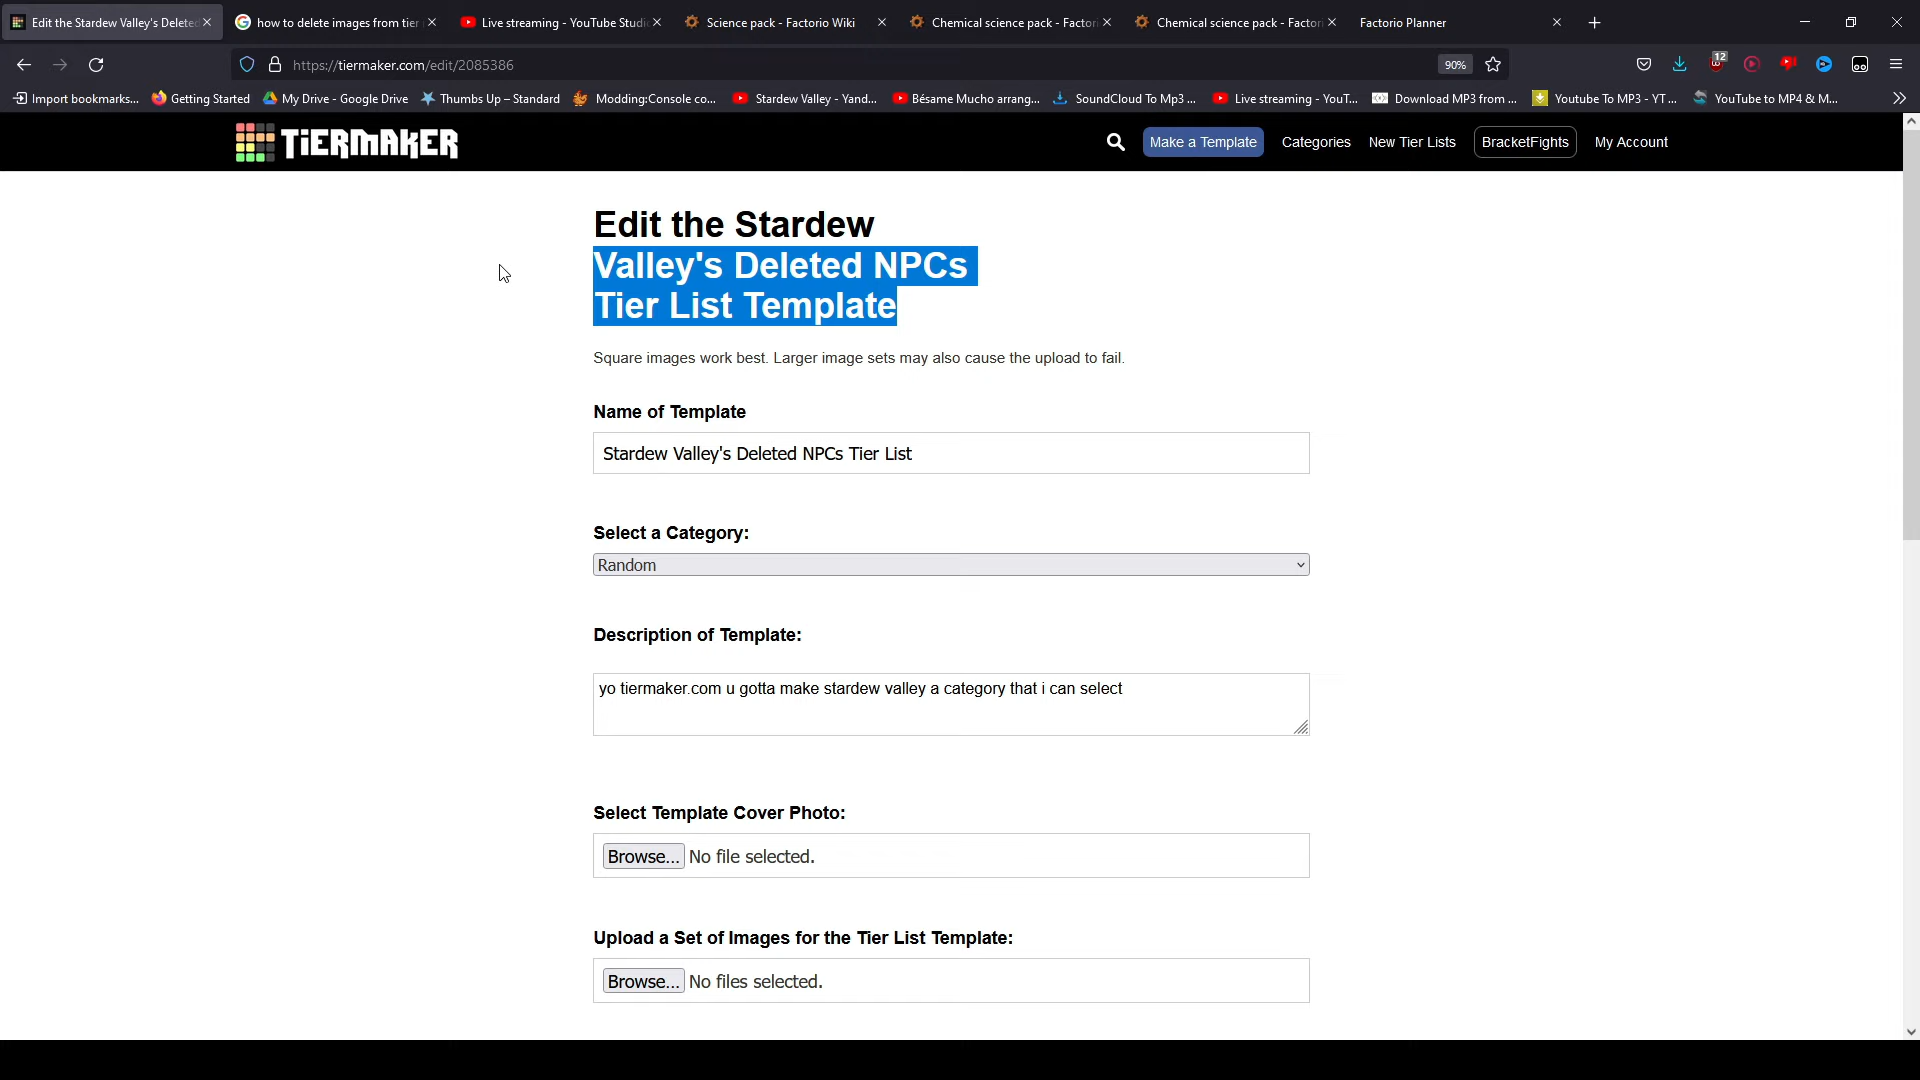 Edit the Stardew Valley's Deleted
how to delete images from tier
Live streaming - YouTube Studio
Science pack - Factorio Wiki
Chemical science pack - Factori
Chemical science pack - Factori
Factorio Planner
https://tiermaker.com/edit/2085386
90%
12
Import bookmarks...
Getting Started
My Drive - Google Drive
Thumbs Up – Standard
Modding:Console co...
Stardew Valley - Yand...
Bésame Mucho arrang...
SoundCloud To Mp3 ...
Live streaming - YouT...
Download MP3 from ...
Youtube To MP3 - YT ...
YouTube to MP4 & M...
TiERMAKER
Make a Template
Categories
New Tier Lists
BracketFights
My Account
Edit the Stardew
Valley's Deleted NPCs
Tier List Template
Square images work best. Larger image sets may also cause the upload to fail.
Name of Template
Stardew Valley's Deleted NPCs Tier List
Select a Category:
Random
Description of Template:
yo tiermaker.com u gotta make stardew valley a category that i can select
Select Template Cover Photo:
Browse... No file selected.
Upload a Set of Images for the Tier List Template:
Browse... No files selected.